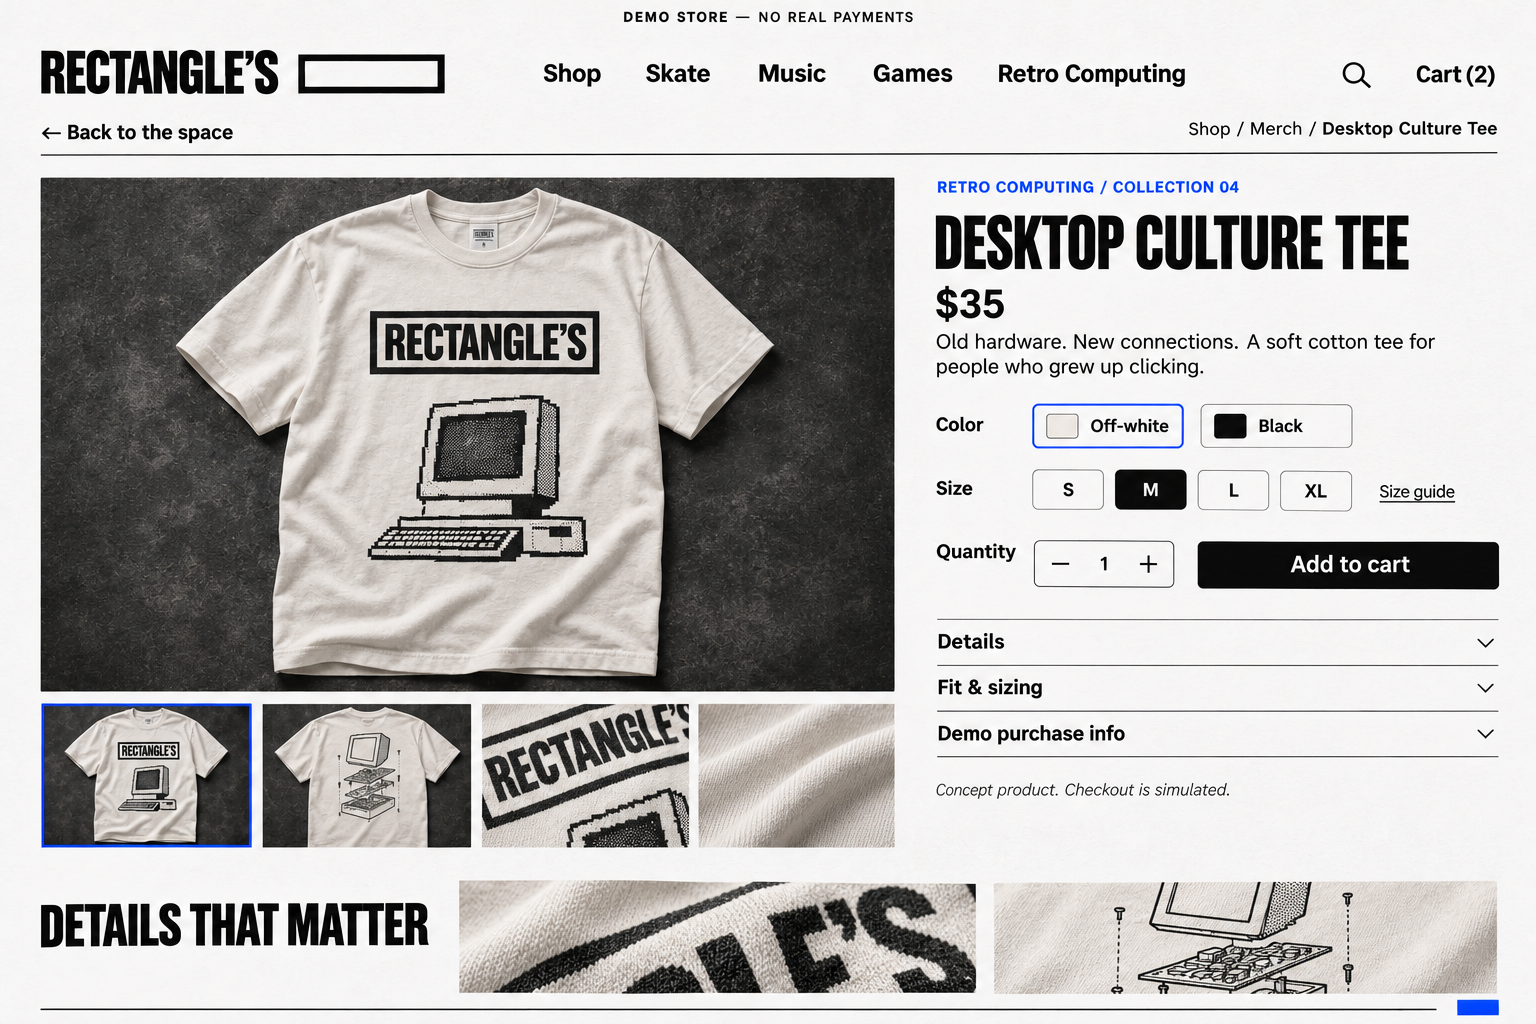 DEMO STORE — NO REAL PAYMENTS
RECTANGLE'S
Shop
Skate
Music
Games
Retro Computing
Cart (2)
← Back to the space
Shop / Merch / Desktop Culture Tee
RECTANGLE'S
RETRO COMPUTING / COLLECTION 04
DESKTOP CULTURE TEE
$35
Old hardware. New connections. A soft cotton tee for
people who grew up clicking.
Color
Off-white
Black
Size
S
M
L
XL
Size guide
Quantity
— 1 +
Add to cart
Details
Fit & sizing
Demo purchase info
Concept product. Checkout is simulated.
RECTANGLE'S
RECTANGLE'S
DETAILS THAT MATTER
GLE'S